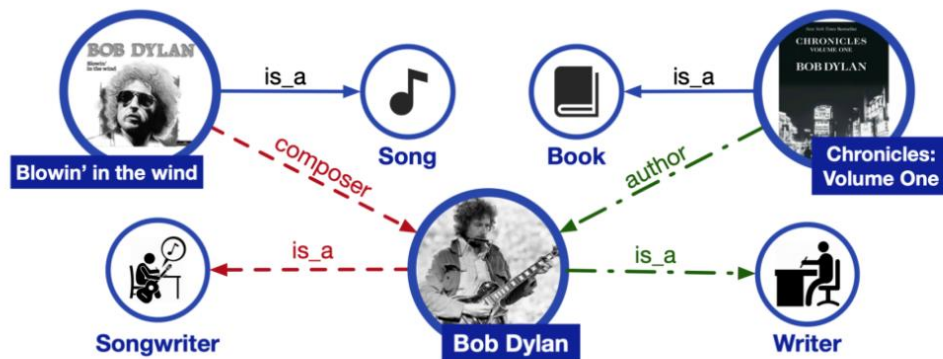 BOB DYLAN
Blowin'
in the wind
is_a
Song
Book
is_a
CHRONICLES
VOLUME ONE
BOB DYLAN
Blowin' in the wind
composer
author
Chronicles:
Volume One
is_a
is_a
Songwriter
Bob Dylan
Writer